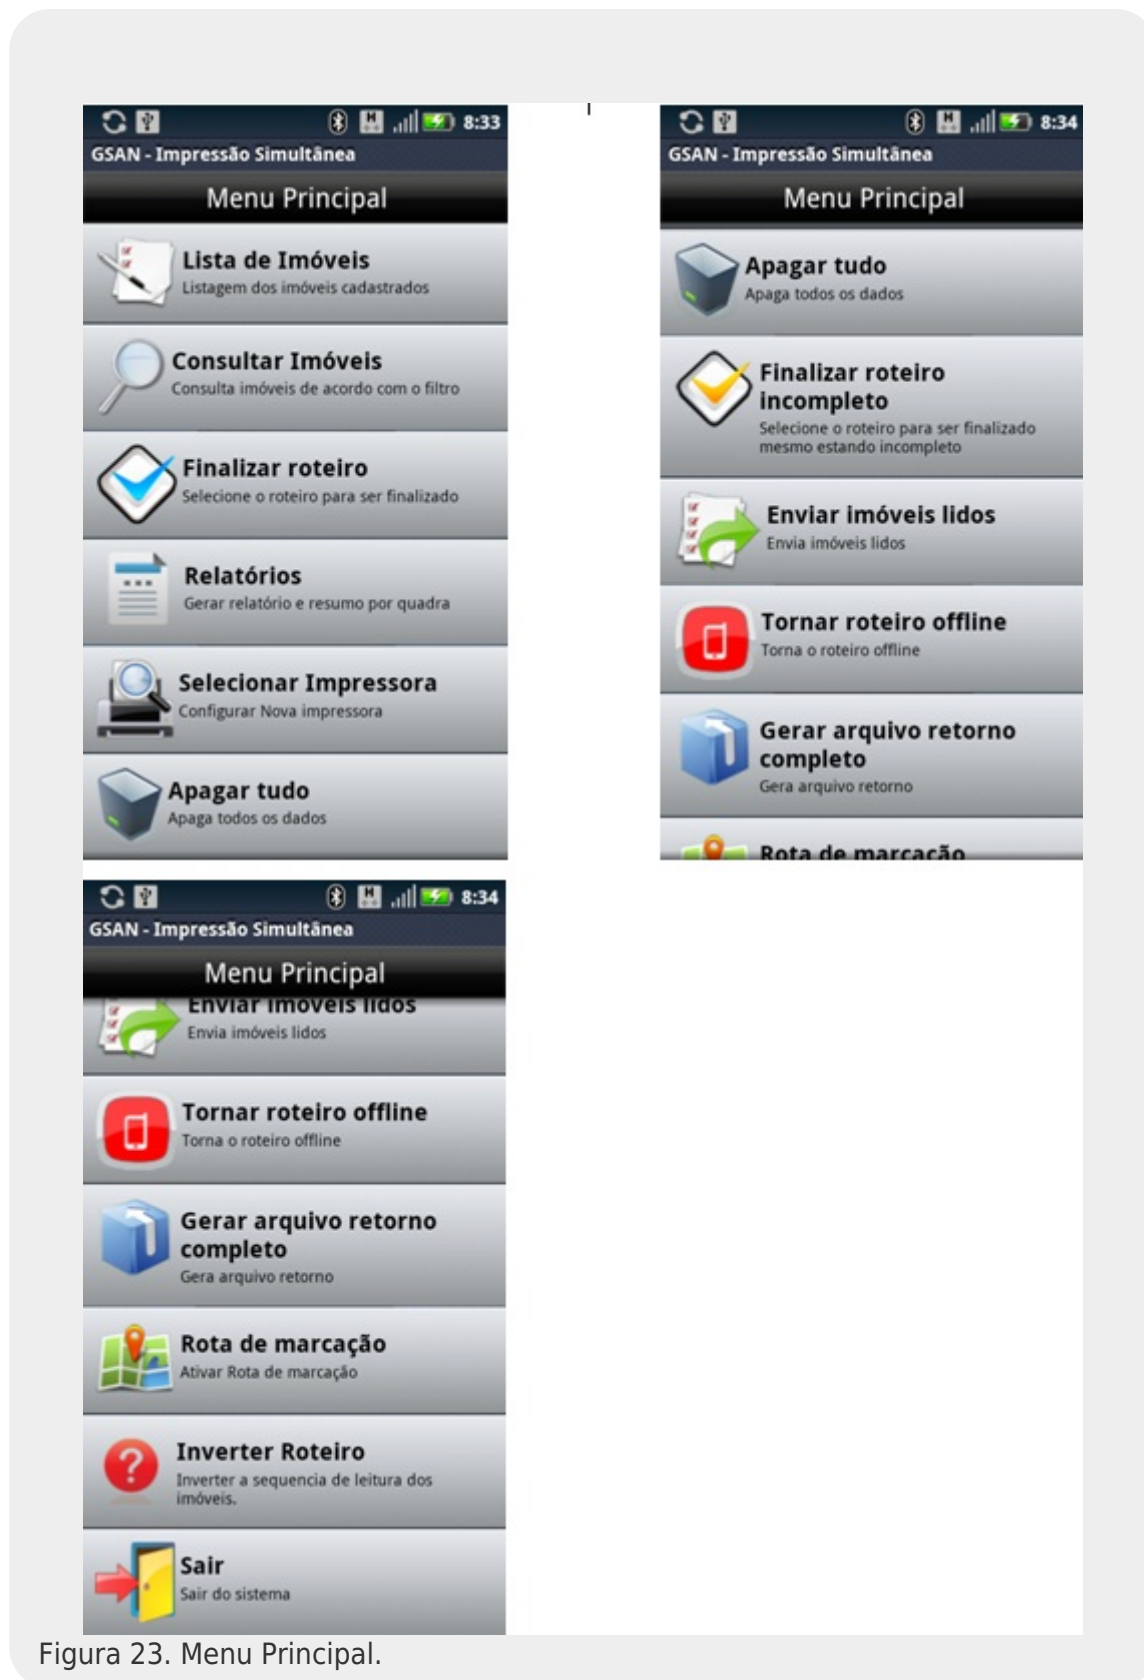 8:33
GSAN - Impressão Simultânea
Menu Principal
Lista de Imóveis
Listagem dos imóveis cadastrados
Consultar Imóveis
Consulta imóveis de acordo com o filtro
Finalizar roteiro
Selecione o roteiro para ser finalizado
Relatórios
Gerar relatório e resumo por quadra
Selecionar Impressora
Configurar Nova impressora
Apagar tudo
Apaga todos os dados
8:34
GSAN - Impressão Simultânea
Menu Principal
Apagar tudo
Apaga todos os dados
Finalizar roteiro
incompleto
Selecione o roteiro para ser finalizado
mesmo estando incompleto
Enviar imóveis lidos
Envia imóveis lidos
Tornar roteiro offline
Torna o roteiro offline
Gerar arquivo retorno
completo
Gera arquivo retorno
Rota de marcação
8:34
GSAN - Impressão Simultânea
Menu Principal
Enviar imóveis lidos
Envia imóveis lidos
Tornar roteiro offline
Torna o roteiro offline
Gerar arquivo retorno
completo
Gera arquivo retorno
Rota de marcação
Ativar Rota de marcação
Inverter Roteiro
Inverter a sequencia de leitura dos
imóveis.
Sair
Sair do sistema
Figura 23. Menu Principal.